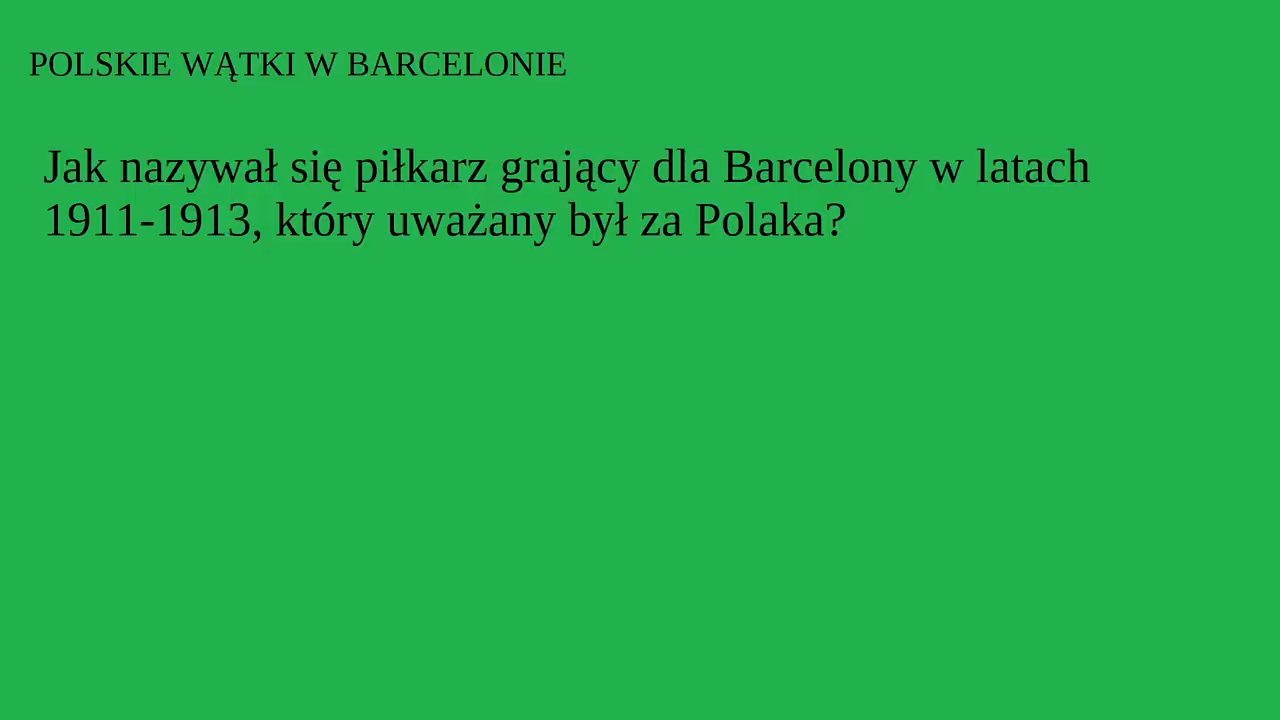 POLSKIE WĄTKI W BARCELONIE
Jak nazywał się piłkarz grający dla Barcelony w latach
1911-1913, który uważany był za Polaka?